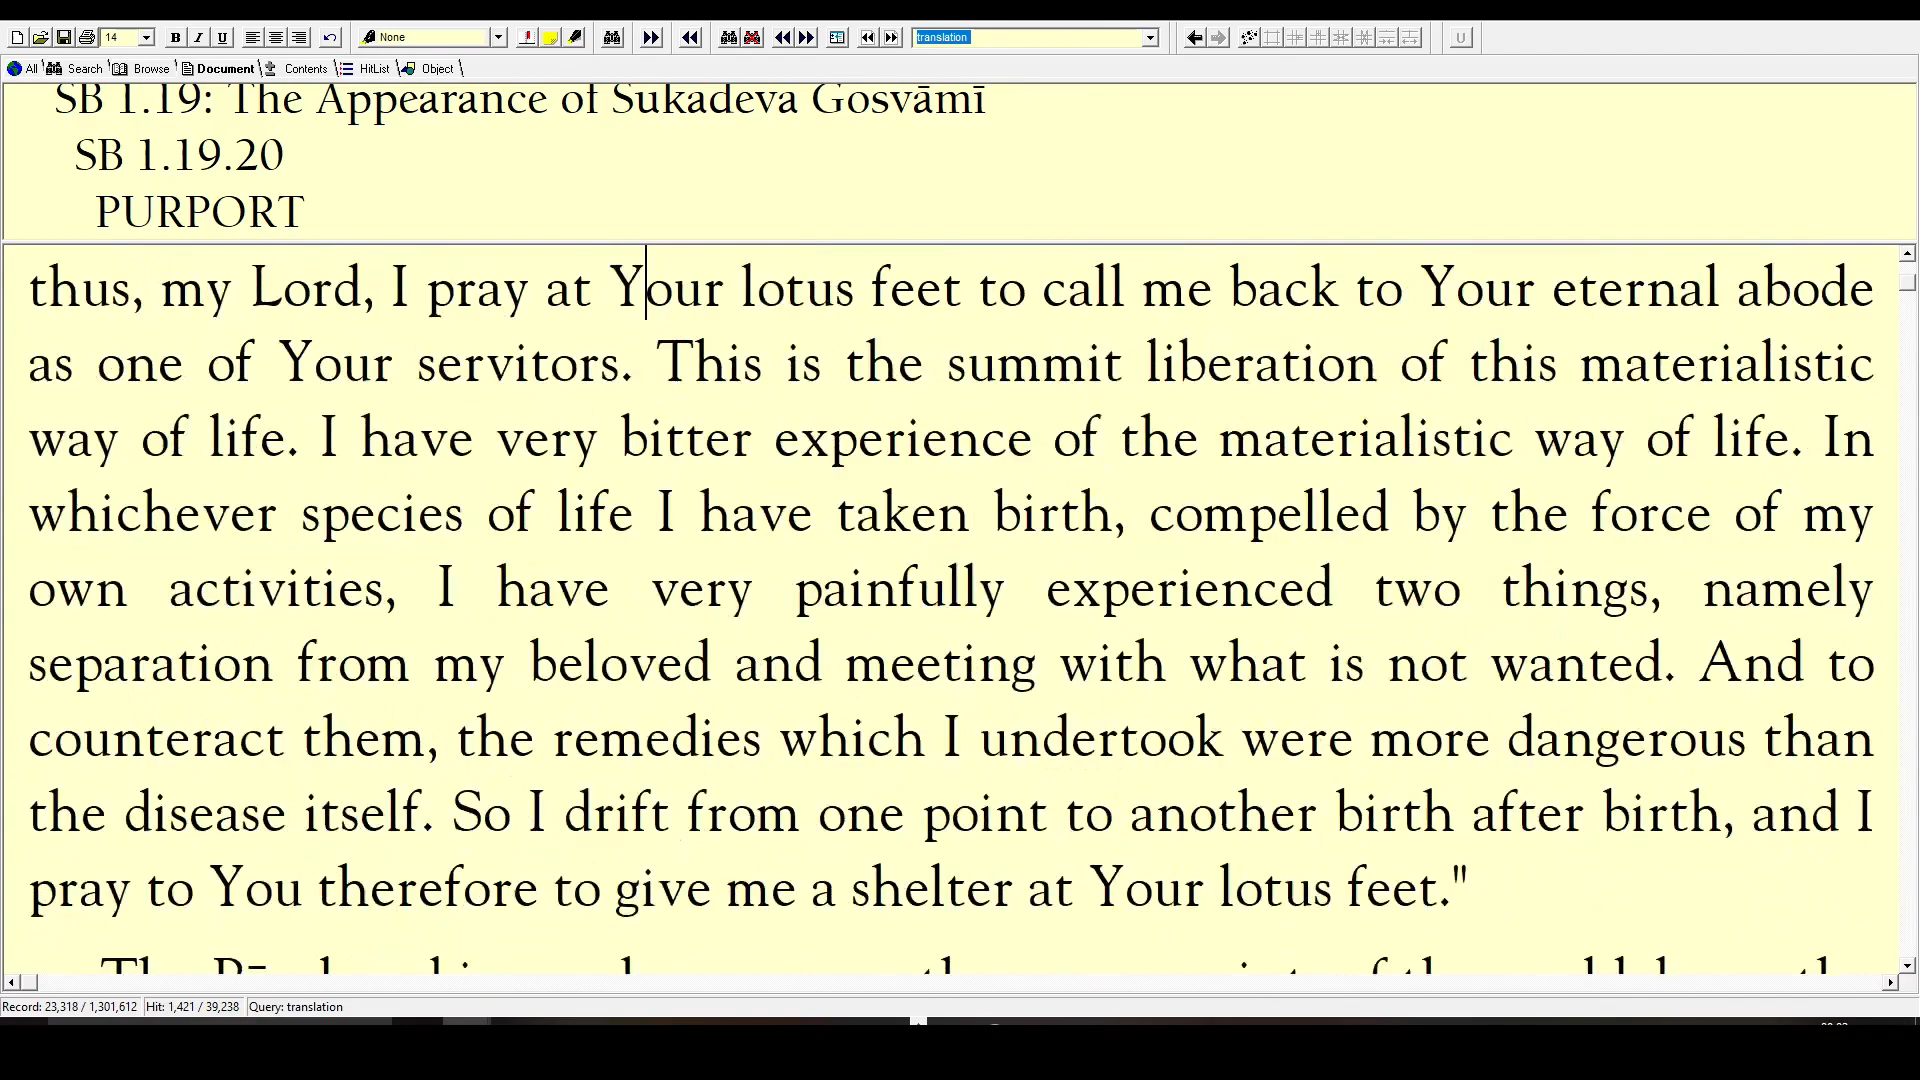 14
B I U
None
translation
U
All
Search
Browse
Document
Contents
HitList
Object
SB 1.19: The Appearance of Śukadeva Gosvāmī
SB 1.19.20
PURPORT
thus, my Lord, I pray at Your lotus feet to call me back to Your eternal abode
as one of Your servitors. This is the summit liberation of this materialistic
way of life. I have very bitter experience of the materialistic way of life. In
whichever species of life I have taken birth, compelled by the force of my
own activities, I have very painfully experienced two things, namely
separation from my beloved and meeting with what is not wanted. And to
counteract them, the remedies which I undertook were more dangerous than
the disease itself. So I drift from one point to another birth after birth, and I
pray to You therefore to give me a shelter at Your lotus feet."
Record: 23,318 / 1,301,612
Hit: 1,421 / 39,238
Query: translation